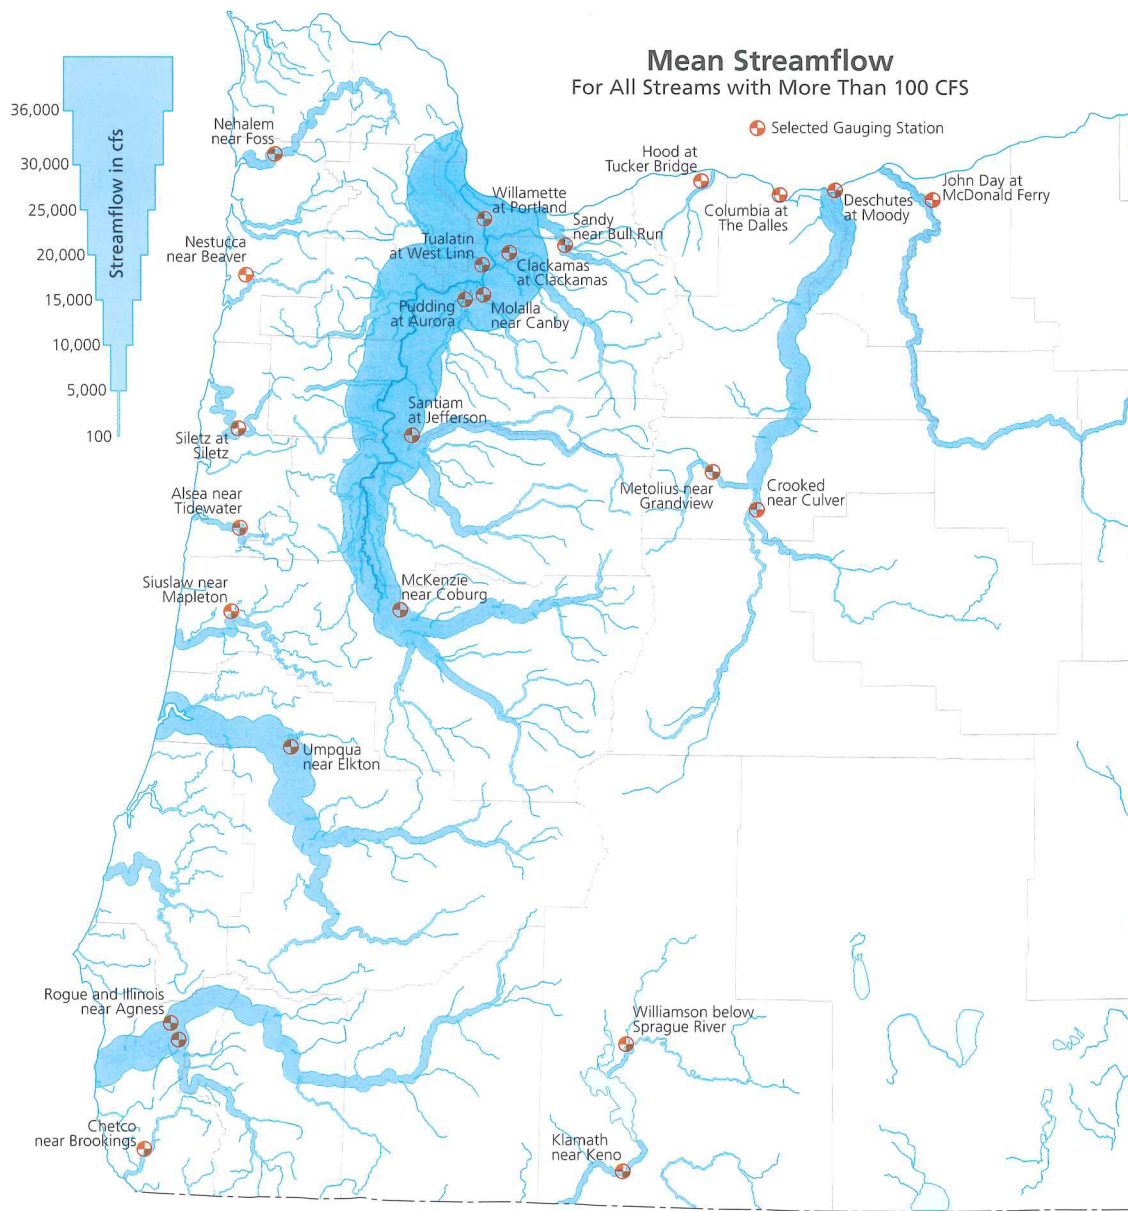 Mean Streamflow
For All Streams with More Than 100 CFS
Selected Gauging Station
36,000
30,000
25,000
20,000
15,000
10,000
5,000
100
Streamflow in cfs
Nehalem
near Foss
Hood at
Tucker Bridge
Willamette
at Portland
Columbia at
The Dalles
Deschutes
at Moody
John Day at
McDonald Ferry
Sandy
near Bull Run
Tualatin
at West Linn
Nestucca
near Beaver
Clackamas
at Clackamas
Pudding
at Aurora
Molalla
near Canby
Santiam
at Jefferson
Siletz at
Siletz
Metolius near
Grandview
Crooked
near Culver
Alsea near
Tidewater
Siuslaw near
Mapleton
McKenzie
near Coburg
Umpqua
near Elkton
Rogue and Illinois
near Agness
Williamson below
Sprague River
Chetco
near Brookings
Klamath
near Keno